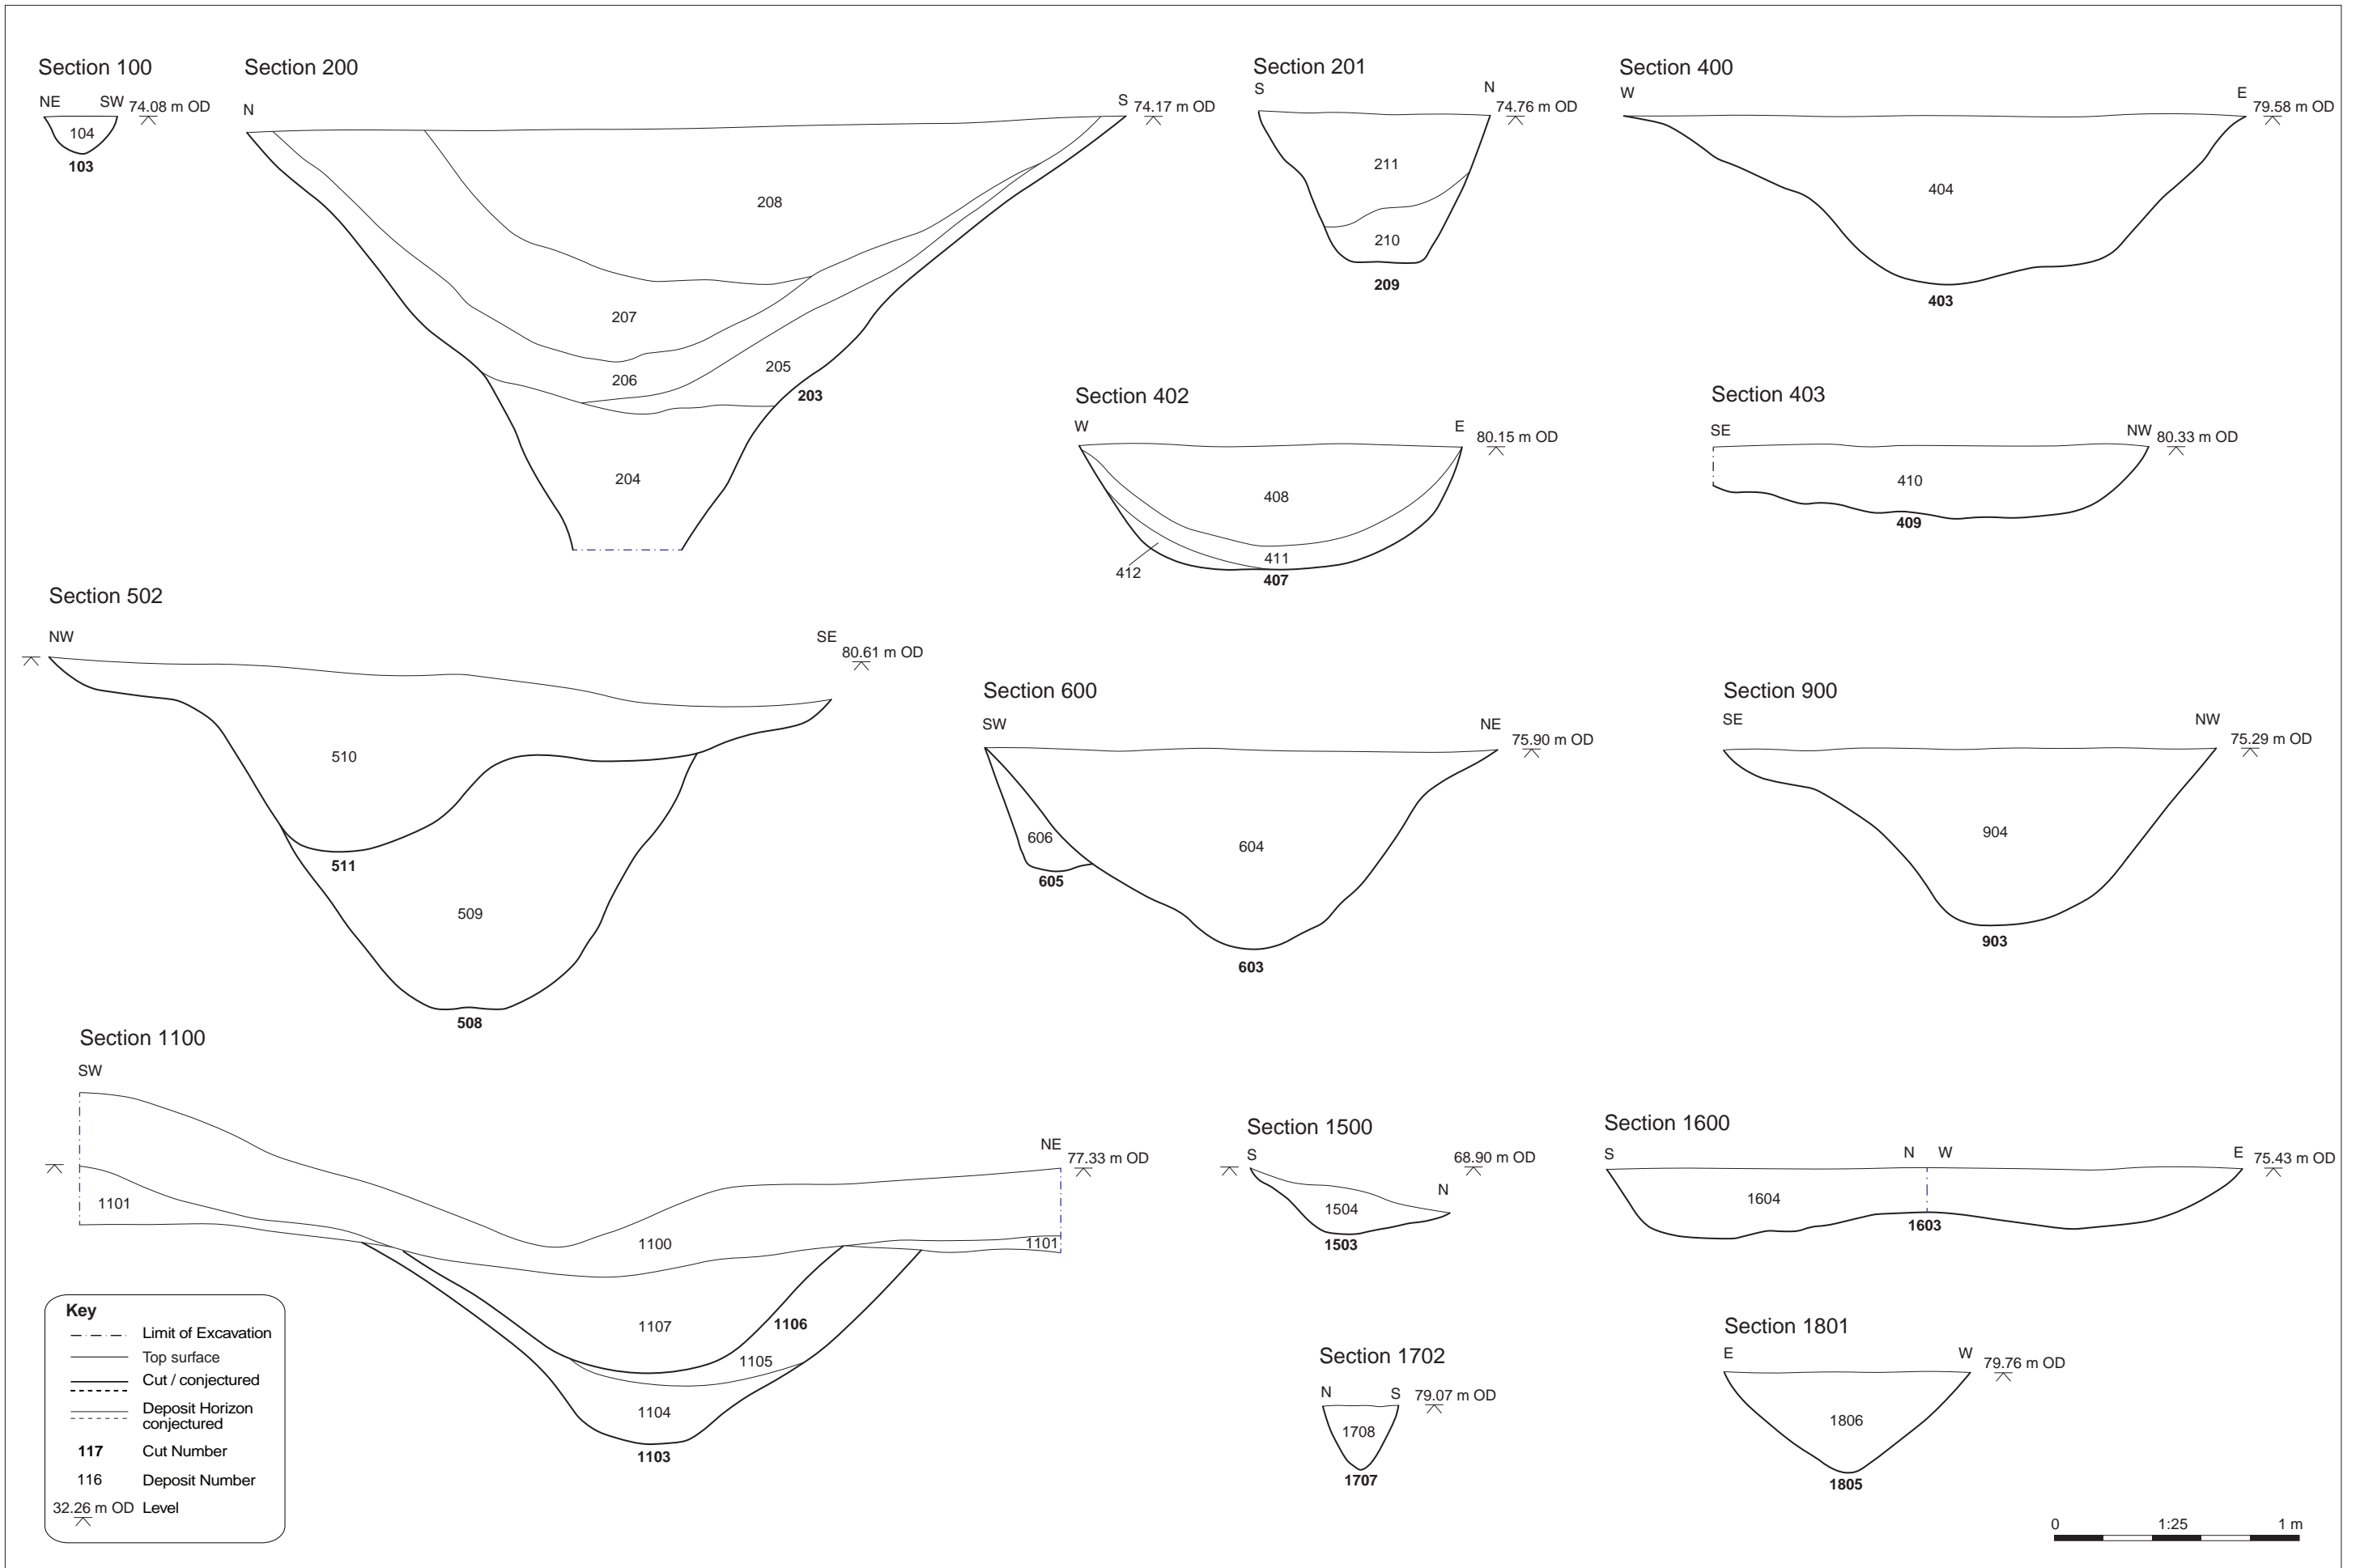 Section 100
NE SW 74.08 m OD
104
103
Section 200
N S 74.17 m OD
208
207
206
205
203
204
Section 201
S N 74.76 m OD
211
210
209
Section 400
W E 79.58 m OD
404
403
Section 402
W E 80.15 m OD
408
411
412
407
Section 403
SE NW 80.33 m OD
410
409
Section 502
NW SE 80.61 m OD
510
511
509
508
Section 600
SW NE 75.90 m OD
606
604
605
603
Section 900
SE NW 75.29 m OD
904
903
Section 1100
SW NE 77.33 m OD
1101
1100
1101
1107
1106
1105
1104
1103
Section 1500
S N 68.90 m OD
1504
1503
Section 1600
S N W E 75.43 m OD
1604
1603
Section 1702
N S 79.07 m OD
1708
1707
Section 1801
E W 79.76 m OD
1806
1805
Key
Limit of Excavation
Top surface
Cut / conjectured
Deposit Horizon
conjectured
117 Cut Number
116 Deposit Number
32.26 m OD Level
0 1:25 1 m